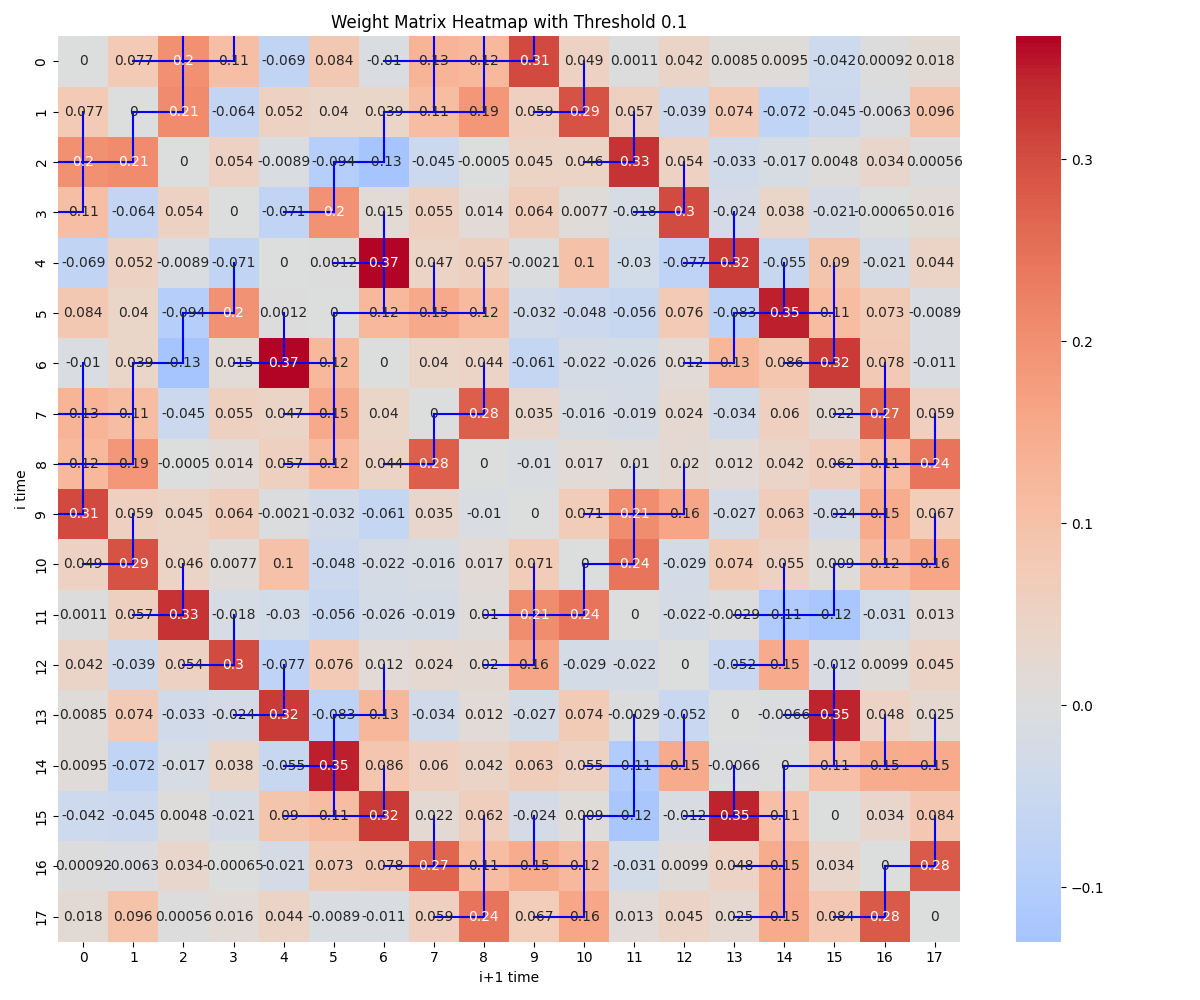 Weight Matrix Heatmap with Threshold 0.1
0 0 0.077 0.2 0.11 -0.069 0.084 -0.01 0.13 0.12 0.31 0.049 0.0011 0.042 0.0085 0.0095 -0.042 0.00092 0.018
1 0.077 0 0.21 -0.064 0.052 0.04 0.039 0.11 0.19 0.059 0.29 0.057 -0.039 0.074 -0.072 -0.045 -0.0063 0.096
0.3
2 0.2 0.21 0 0.054 -0.0089 -0.094 -0.13 -0.045 -0.0005 0.045 0.046 0.33 0.054 -0.033 -0.017 0.0048 0.034 0.00056
3 0.11 -0.064 0.054 0 -0.071 0.2 0.015 0.055 0.014 0.064 0.0077 -0.018 0.3 -0.024 0.038 -0.021 -0.00065 0.016
4 -0.069 0.052 -0.0089 -0.071 0 0.0012 0.37 0.047 0.057 -0.0021 0.1 -0.03 -0.077 0.32 -0.055 0.09 -0.021 0.044
5 0.084 0.04 -0.094 0.2 0.0012 0 0.12 0.15 0.12 -0.032 -0.048 -0.056 0.076 -0.083 0.35 0.11 0.073 -0.0089
0.2
6 -0.01 0.039 -0.13 0.015 0.37 0.12 0 0.04 0.044 -0.061 -0.022 -0.026 0.012 0.13 0.086 0.32 0.078 -0.011
7 0.13 0.11 -0.045 0.055 0.047 0.15 0.04 0 0.28 0.035 -0.016 -0.019 0.024 -0.034 0.06 0.022 0.27 0.059
8 0.12 0.19 -0.0005 0.014 0.057 0.12 0.044 0.28 0 -0.01 0.017 0.01 0.02 0.012 0.042 0.062 0.11 0.24
i time
9 0.31 0.059 0.045 0.064 -0.0021 -0.032 -0.061 0.035 -0.01 0 0.071 0.21 0.16 -0.027 0.063 -0.024 0.15 0.067
0.1
10 0.049 0.29 0.046 0.0077 0.1 -0.048 -0.022 -0.016 0.017 0.071 0 0.24 -0.029 0.074 0.055 0.009 0.12 0.16
11 0.0011 0.057 0.33 -0.018 -0.03 -0.056 -0.026 -0.019 0.01 0.21 0.24 0 -0.022 -0.0029 -0.11 -0.12 -0.031 0.013
12 0.042 -0.039 0.054 0.3 -0.077 0.076 0.012 0.024 0.02 0.16 -0.029 -0.022 0 -0.052 0.15 -0.012 0.0099 0.045
0.0
13 0.0085 0.074 -0.033 -0.024 0.32 -0.083 0.13 -0.034 0.012 -0.027 0.074 -0.0029 -0.052 0 -0.0066 0.35 0.048 0.025
14 0.0095 -0.072 -0.017 0.038 -0.055 0.35 0.086 0.06 0.042 0.063 0.055 -0.11 0.15 -0.0066 0 0.11 0.15 0.15
15 -0.042 -0.045 0.0048 -0.021 0.09 0.11 0.32 0.022 0.062 -0.024 0.009 -0.12 -0.012 0.35 0.11 0 0.034 0.084
16 0.00092 -0.0063 0.034 -0.00065 -0.021 0.073 0.078 0.27 0.11 0.15 0.12 -0.031 0.0099 0.048 0.15 0.034 0 0.28
−0.1
17 0.018 0.096 0.00056 0.016 0.044 -0.0089 -0.011 0.059 0.24 0.067 0.16 0.013 0.045 0.025 0.15 0.084 0.28 0
0 1 2 3 4 5 6 7 8 9 10 11 12 13 14 15 16 17
i+1 time